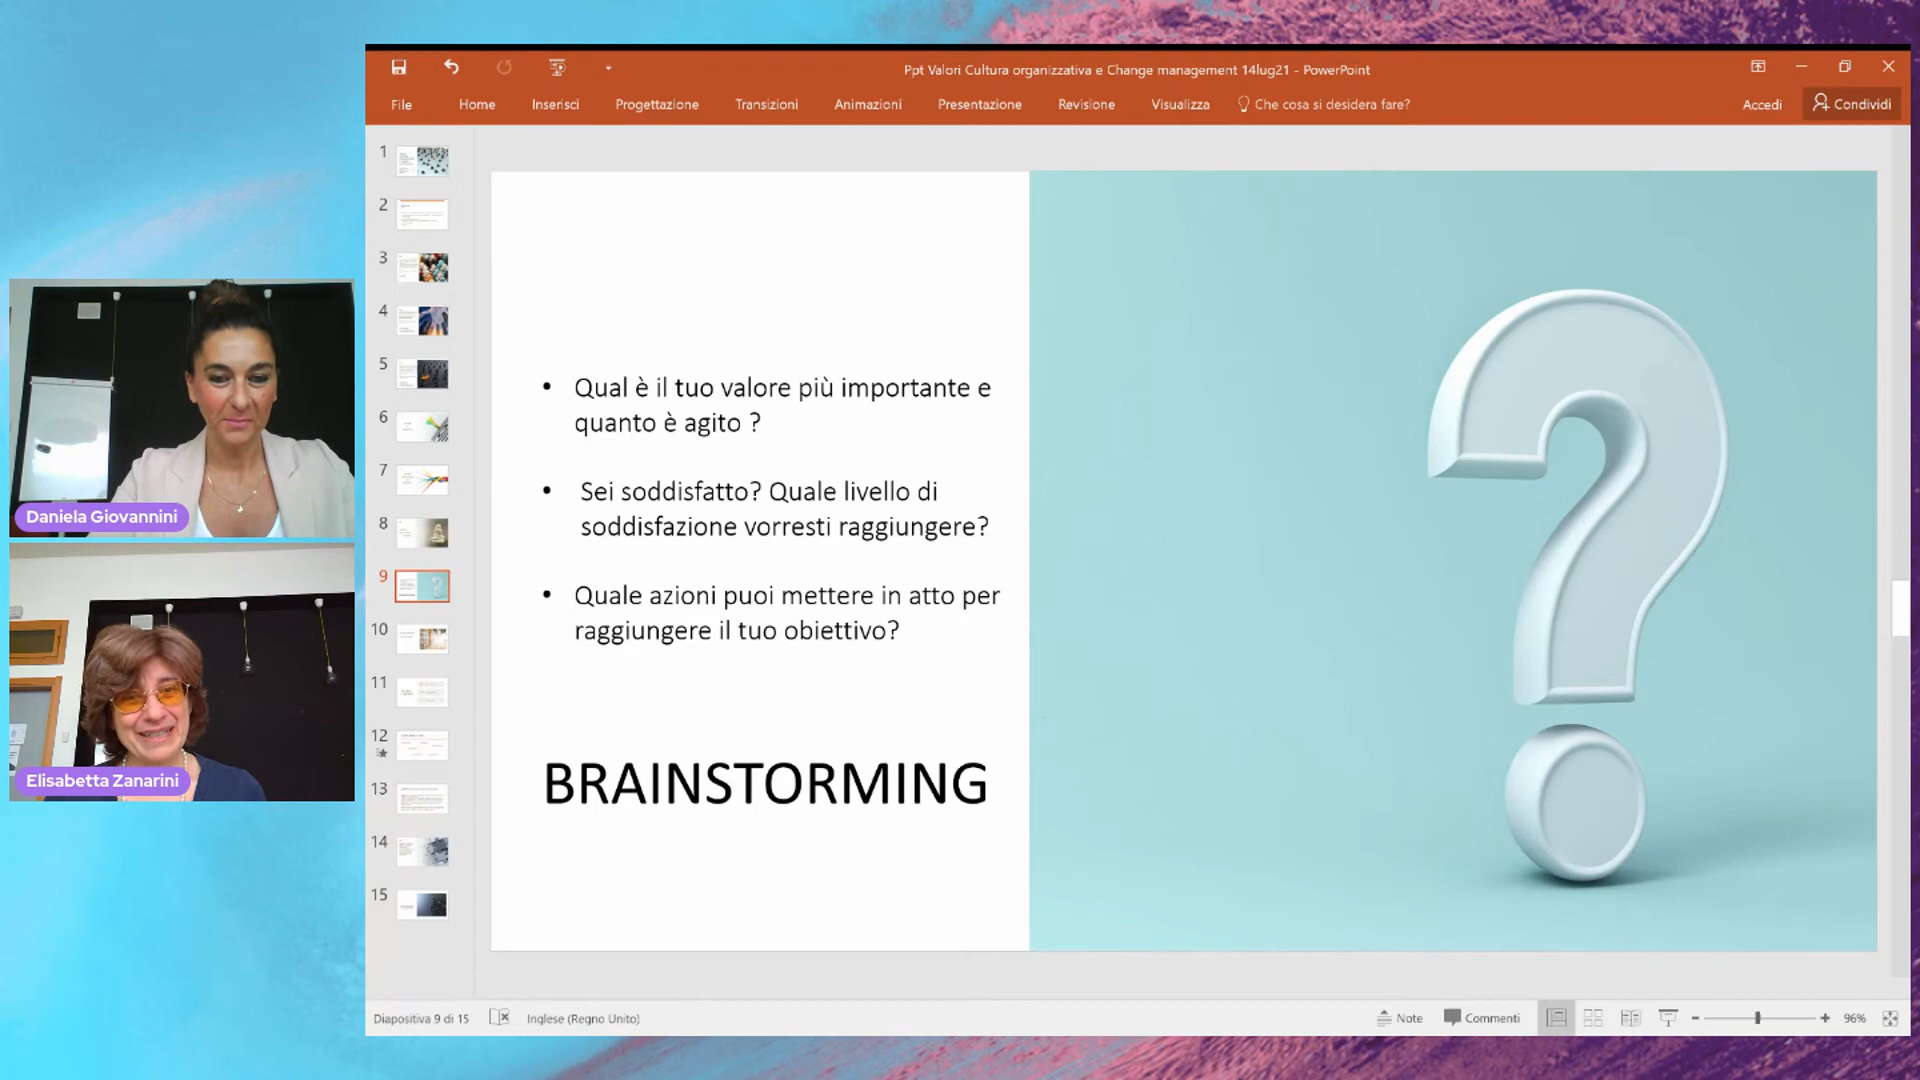 Ppt Valori Cultura organizzativa e Change management 14lug21 - PowerPoint
File Home Inserisci Progettazione Transizioni Animazioni Presentazione Revisione Visualizza Che cosa si desidera fare? Accedi Condividi
1
2
3
4
5
6
7
8
9
10
11
12
13
14
15
• Qual è il tuo valore più importante e
quanto è agito ?
• Sei soddisfatto? Quale livello di
soddisfazione vorresti raggiungere?
• Quale azioni puoi mettere in atto per
raggiungere il tuo obiettivo?
BRAINSTORMING
Daniela Giovannini
Elisabetta Zanarini
Diapositiva 9 di 15 Inglese (Regno Unito) Note Commenti 96%